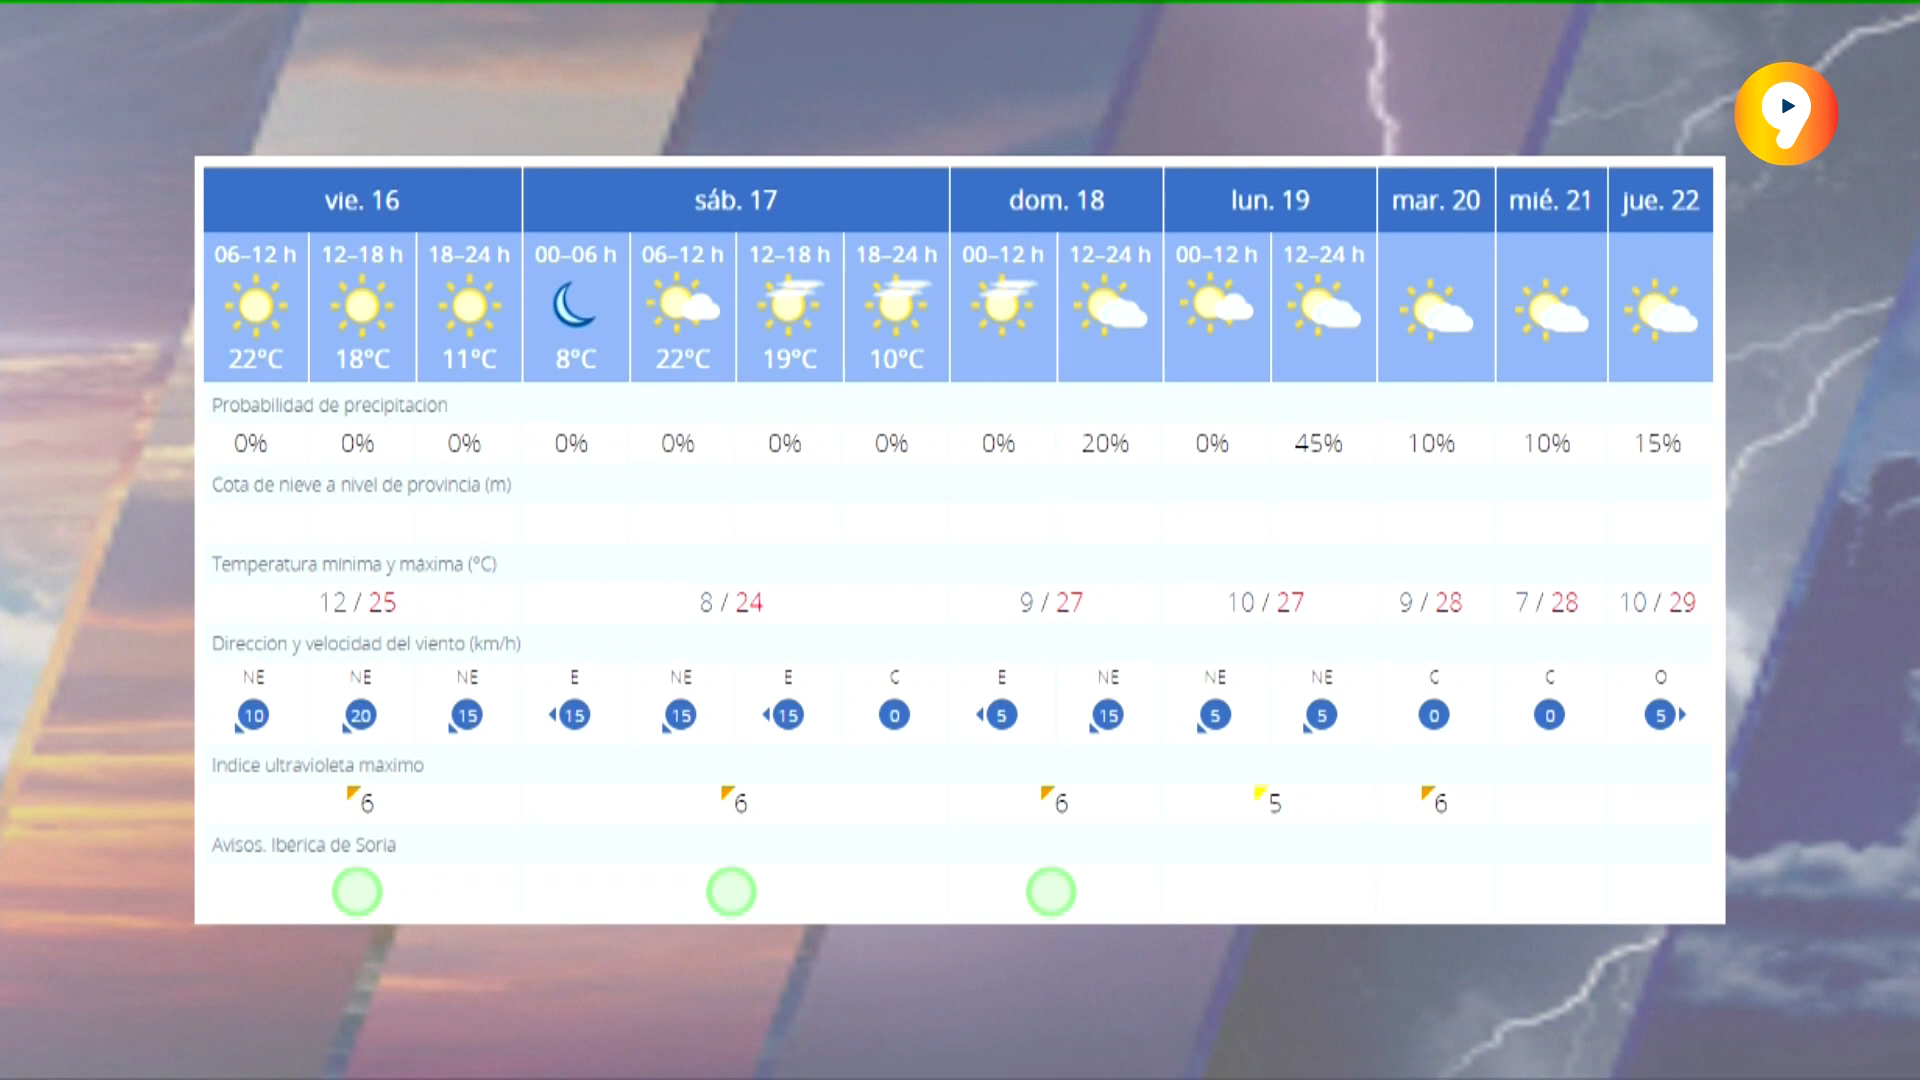 9
vie. 16 sáb. 17 dom. 18 lun. 19 mar. 20 mié. 21 jue. 22
06–12 h 12–18 h 18–24 h 00–06 h 06–12 h 12–18 h 18–24 h 00–12 h 12–24 h 00–12 h 12–24 h
22°C 18°C 11°C 8°C 22°C 19°C 10°C
Probabilidad de precipitación
0% 0% 0% 0% 0% 0% 0% 0% 20% 0% 45% 10% 10% 15%
Cota de nieve a nivel de provincia (m)
Temperatura mínima y máxima (°C)
12 / 25 8 / 24 9 / 27 10 / 27 9 / 28 7 / 28 10 / 29
Dirección y velocidad del viento (km/h)
NE NE NE E NE E C E NE NE NE C C O
10 20 15 15 15 15 0 5 15 5 5 0 0 5
Indice ultravioleta máximo
6 6 6 5 6
Avisos. Ibérica de Soria